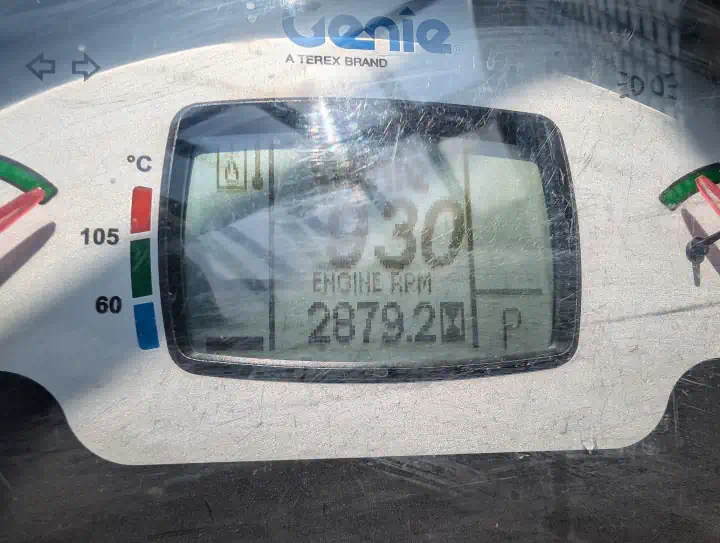 Genie®
A TEREX BRAND
°C
105
60
930
ENGINE RPM
2879.2
P